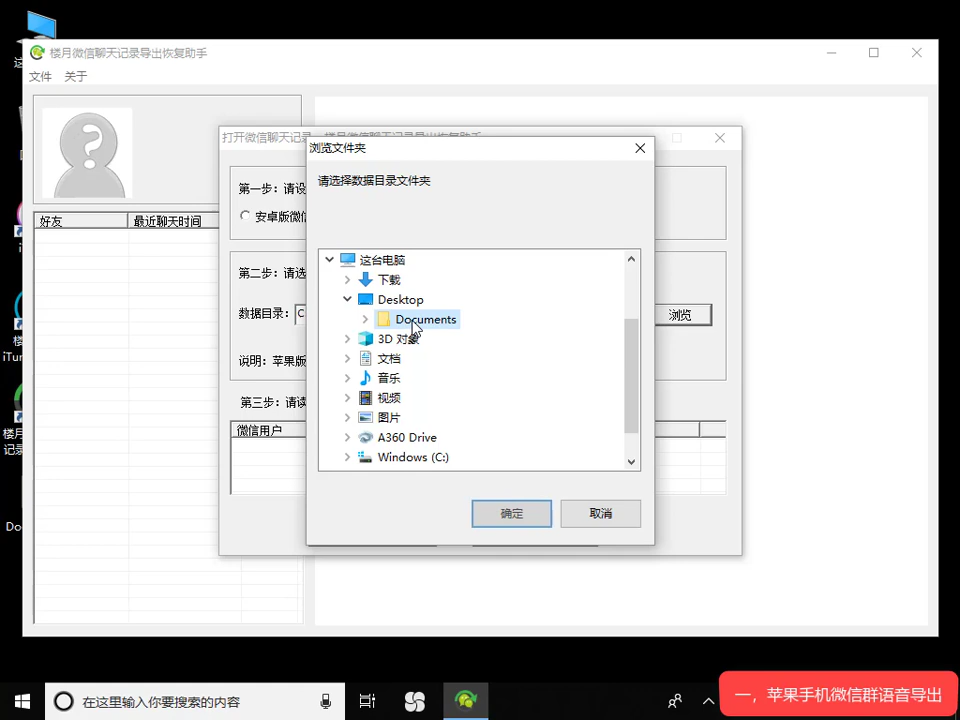 楼月微信聊天记录导出恢复助手
文件 关于
打开微信聊天记录
浏览文件夹
请选择数据目录文件夹
第一步：请设
安卓版微信
好友 最近聊天时间
这台电脑
下载
Desktop
Documents
3D 对象
文档
音乐
视频
图片
A360 Drive
Windows (C:)
第二步：请选
数据目录：
C
浏览
说明：苹果版
第三步：请读
微信用户
确定 取消
iTun
楼月
记录
Do
在这里输入你要搜索的内容
一，苹果手机微信群语音导出